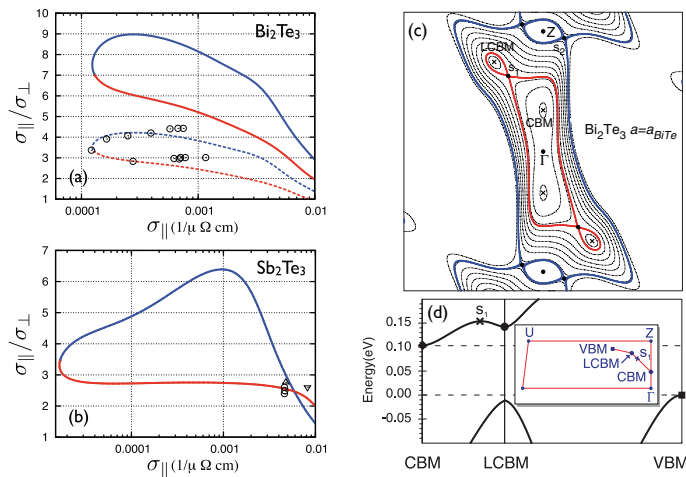 Bi₂Te₃
10
9
8
7
6
5
4
3
2
1
σ||/σ⊥
(a)
0.0001
0.001
0.01
σ|| (1/μ Ω cm)
Sb₂Te₃
7
6
5
4
3
2
1
σ||/σ⊥
(b)
0.0001
0.001
0.01
σ|| (1/μ Ω cm)
(c)
Z
LCBM
s₁
s₂
CBM
Γ
Bi₂Te₃ a=a_BiTe
(d)
Energy(eV)
0.15
0.10
0.05
0.00
-0.05
s₁
U
Z
VBM
s₁
LCBM
CBM
Γ
CBM
LCBM
VBM